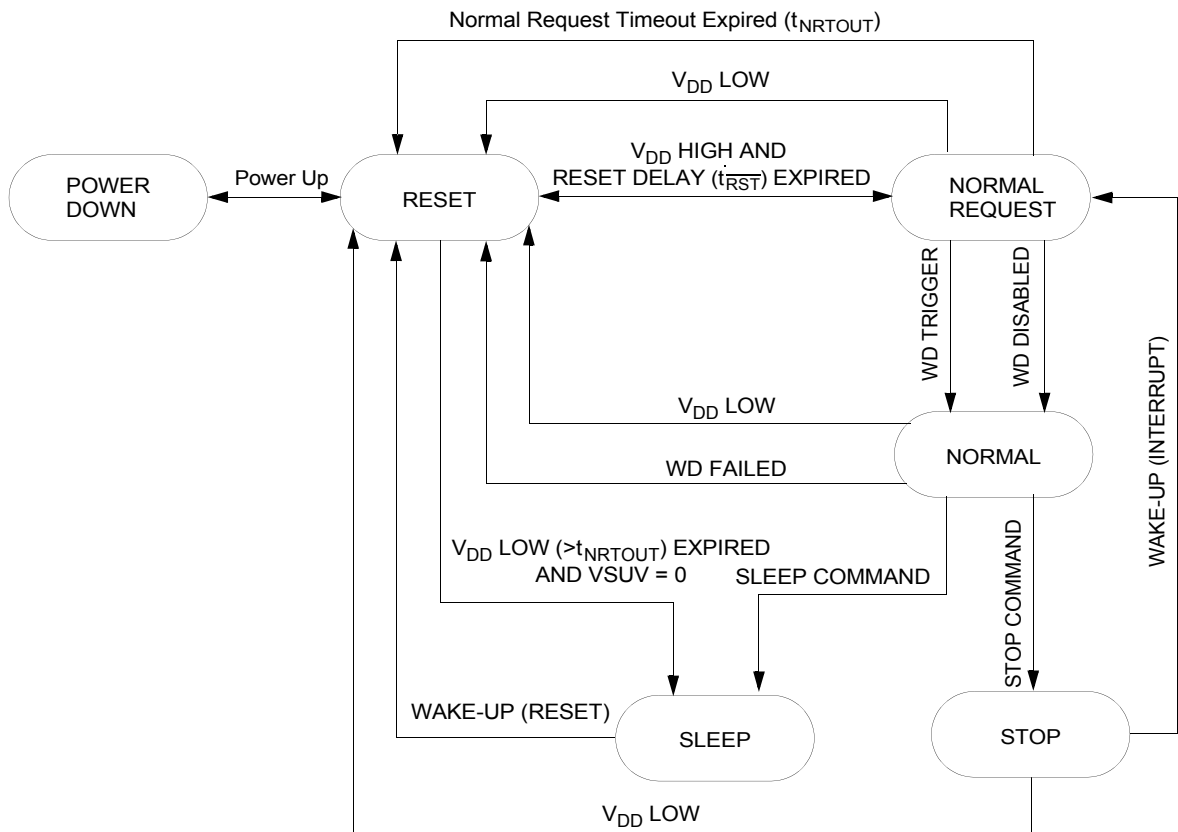 Normal Request Timeout Expired (tNRTOUT)
VDD LOW
VDD HIGH AND
RESET DELAY (tRST) EXPIRED
POWER
DOWN
Power Up
RESET
NORMAL
REQUEST
WD TRIGGER
WD DISABLED
WAKE-UP (INTERRUPT)
VDD LOW
NORMAL
WD FAILED
VDD LOW (>tNRTOUT) EXPIRED
AND VSUV = 0
SLEEP COMMAND
STOP COMMAND
WAKE-UP (RESET)
SLEEP
STOP
VDD LOW